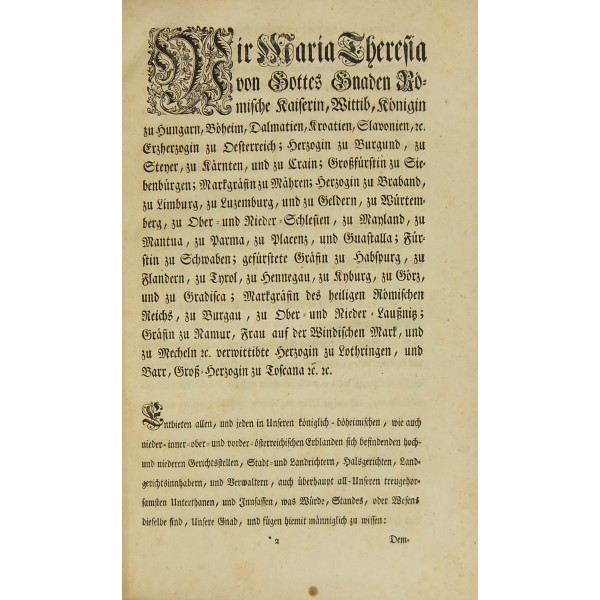 Wir Maria Theresia
von Gottes Gnaden Rö-
mische Kaiserin, Wittib, Königin
zu Hungarn, Böheim, Dalmatien, Kroatien, Slavonien, ꝛc.
Erzherzogin zu Oesterreich; Herzogin zu Burgund, zu
Steyer, zu Kärnten, und zu Crain; Großfürstin zu Sie-
benbürgen; Markgräfin zu Mähren; Herzogin zu Braband,
zu Limburg, zu Luxemburg, und zu Geldern, zu Würtem-
berg, zu Ober- und Nieder-Schlesien, zu Mayland, zu
Mantua, zu Parma, zu Placenz, und Guastalla; Für-
stin zu Schwaben; gefürstete Gräfin zu Habspurg, zu
Flandern, zu Tyrol, zu Hennegau, zu Kyburg, zu Görz,
und zu Gradisca; Markgräfin des heiligen Römischen
Reichs, zu Burgau, zu Ober- und Nieder-Laußnitz;
Gräfin zu Namur, Frau auf der Windischen Mark, und
zu Mecheln ꝛc. verwittibte Herzogin zu Lothringen, und
Barr, Groß-Herzogin zu Toscana ꝛc. ꝛc.
Entbieten allen, und jeden in Unseren königlich-böheimischen, wie auch
nieder-inner-ober- und vorder-österreichischen Erblanden sich befindenden hoch-
und niederen Gerichtsstellen, Stadt- und Landrichtern, Halsgerichten, Land-
gerichtsinnhabern, und Verwaltern, auch überhaupt all-Unseren treugehor-
samsten Unterthanen, und Innsassen, was Würde, Standes, oder Wesens
dieselbe sind, Unsere Gnad, und fügen hiemit männiglich zu wissen:
* 2 Dem-